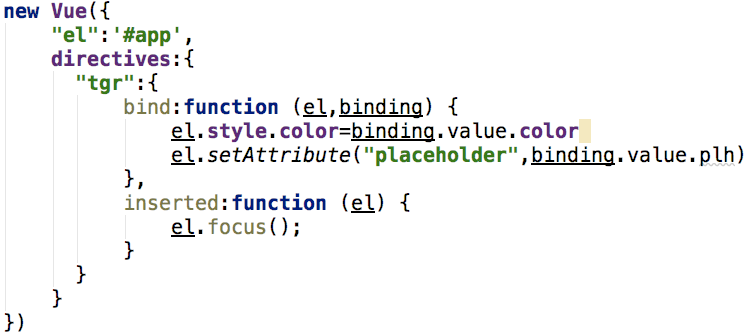 new Vue({
    "el":'#app',
    directives:{
      "tgr":{
          bind:function (el,binding) {
              el.style.color=binding.value.color
              el.setAttribute("placeholder",binding.value.plh)
          },
          inserted:function (el) {
              el.focus();
          }
      }
    }
})